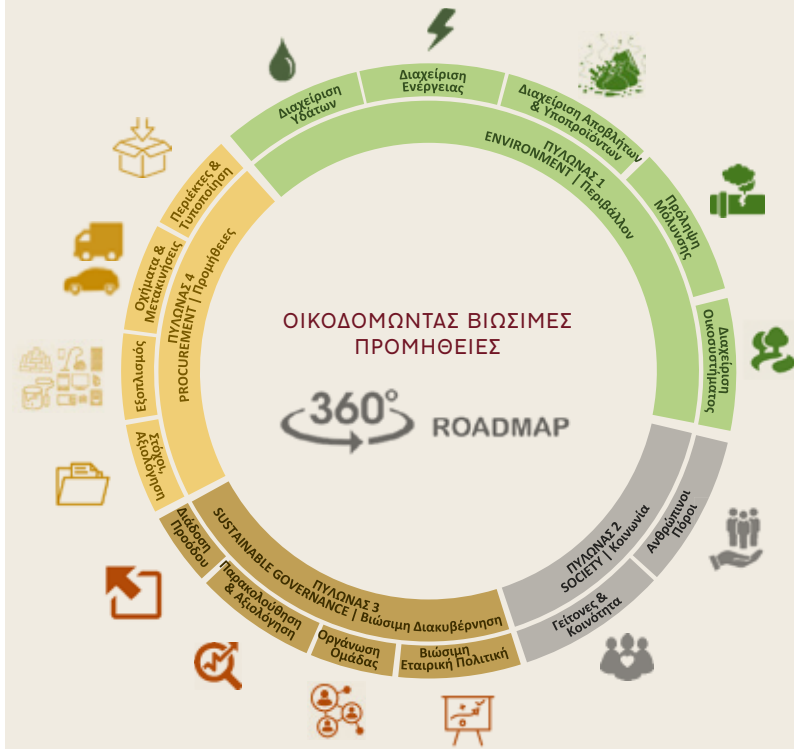 ΟΙΚΟΔΟΜΩΝΤΑΣ ΒΙΩΣΙΜΕΣ
ΠΡΟΜΗΘΕΙΕΣ
360°
ROADMAP
ΠΥΛΩΝΑΣ 1
ENVIRONMENT | Περιβάλλον
Διαχείριση
Υδάτων
Διαχείριση
Ενέργειας
Διαχείριση Αποβλήτων
& Υποπροϊόντων
Πρόληψη
Μόλυνσης
Διαχείριση
Οικοσυστήματος
ΠΥΛΩΝΑΣ 2
SOCIETY | Κοινωνία
Ανθρώπινοι
Πόροι
Γείτονες &
Κοινότητα
ΠΥΛΩΝΑΣ 3
SUSTAINABLE GOVERNANCE | Βιώσιμη Διακυβέρνηση
Βιώσιμη
Εταιρική Πολιτική
Οργάνωση
Ομάδας
Παρακολούθηση
& Αξιολόγηση
Διάδοση
Προόδου
ΠΥΛΩΝΑΣ 4
PROCUREMENT | Προμήθειες
Στόχοι,
Αξιολόγηση
Εξοπλισμός
Οχήματα &
Μετακινήσεις
Περιέκτες &
Τυποποίηση